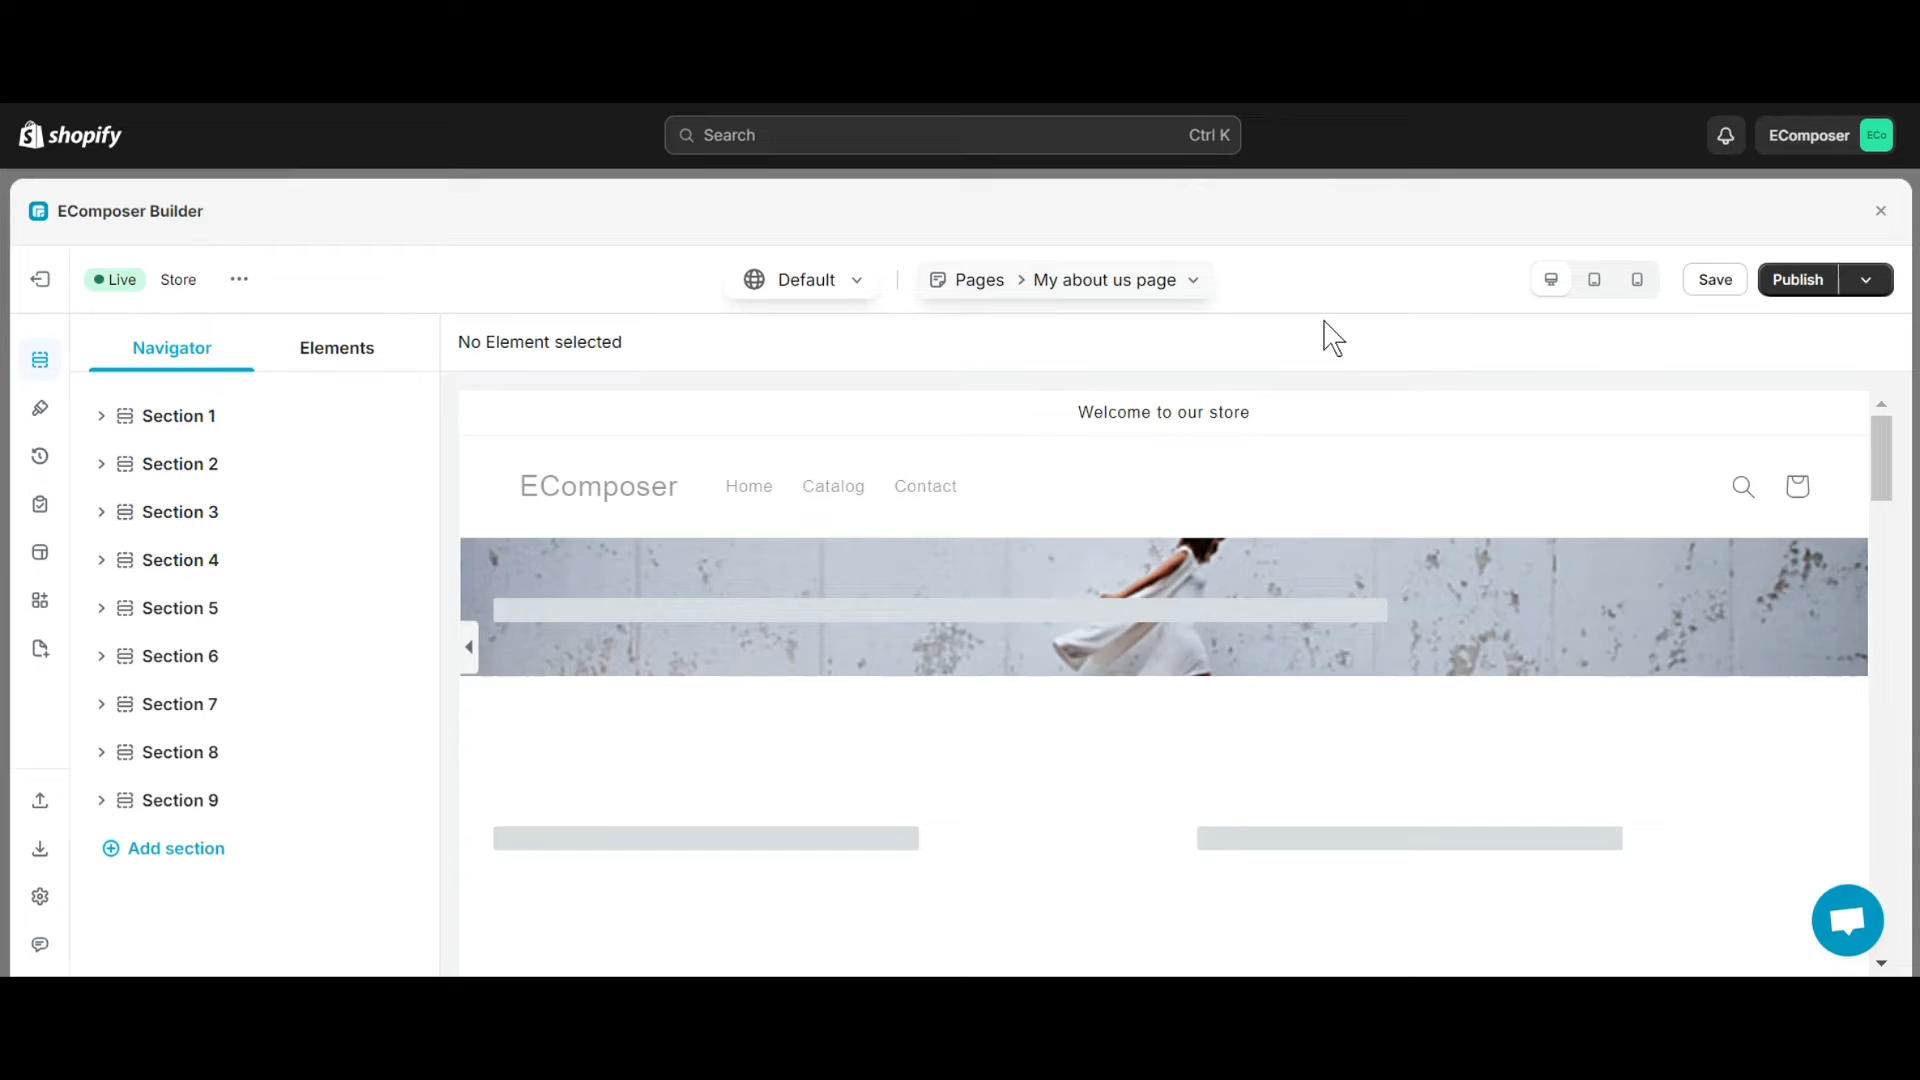 shopify
Search Ctrl K
EComposer ECo
EComposer Builder
Live Store
Default
Pages > My about us page
Save
Publish
Navigator
Elements
No Element selected
Section 1
Section 2
Section 3
Section 4
Section 5
Section 6
Section 7
Section 8
Section 9
Add section
Welcome to our store
EComposer Home Catalog Contact